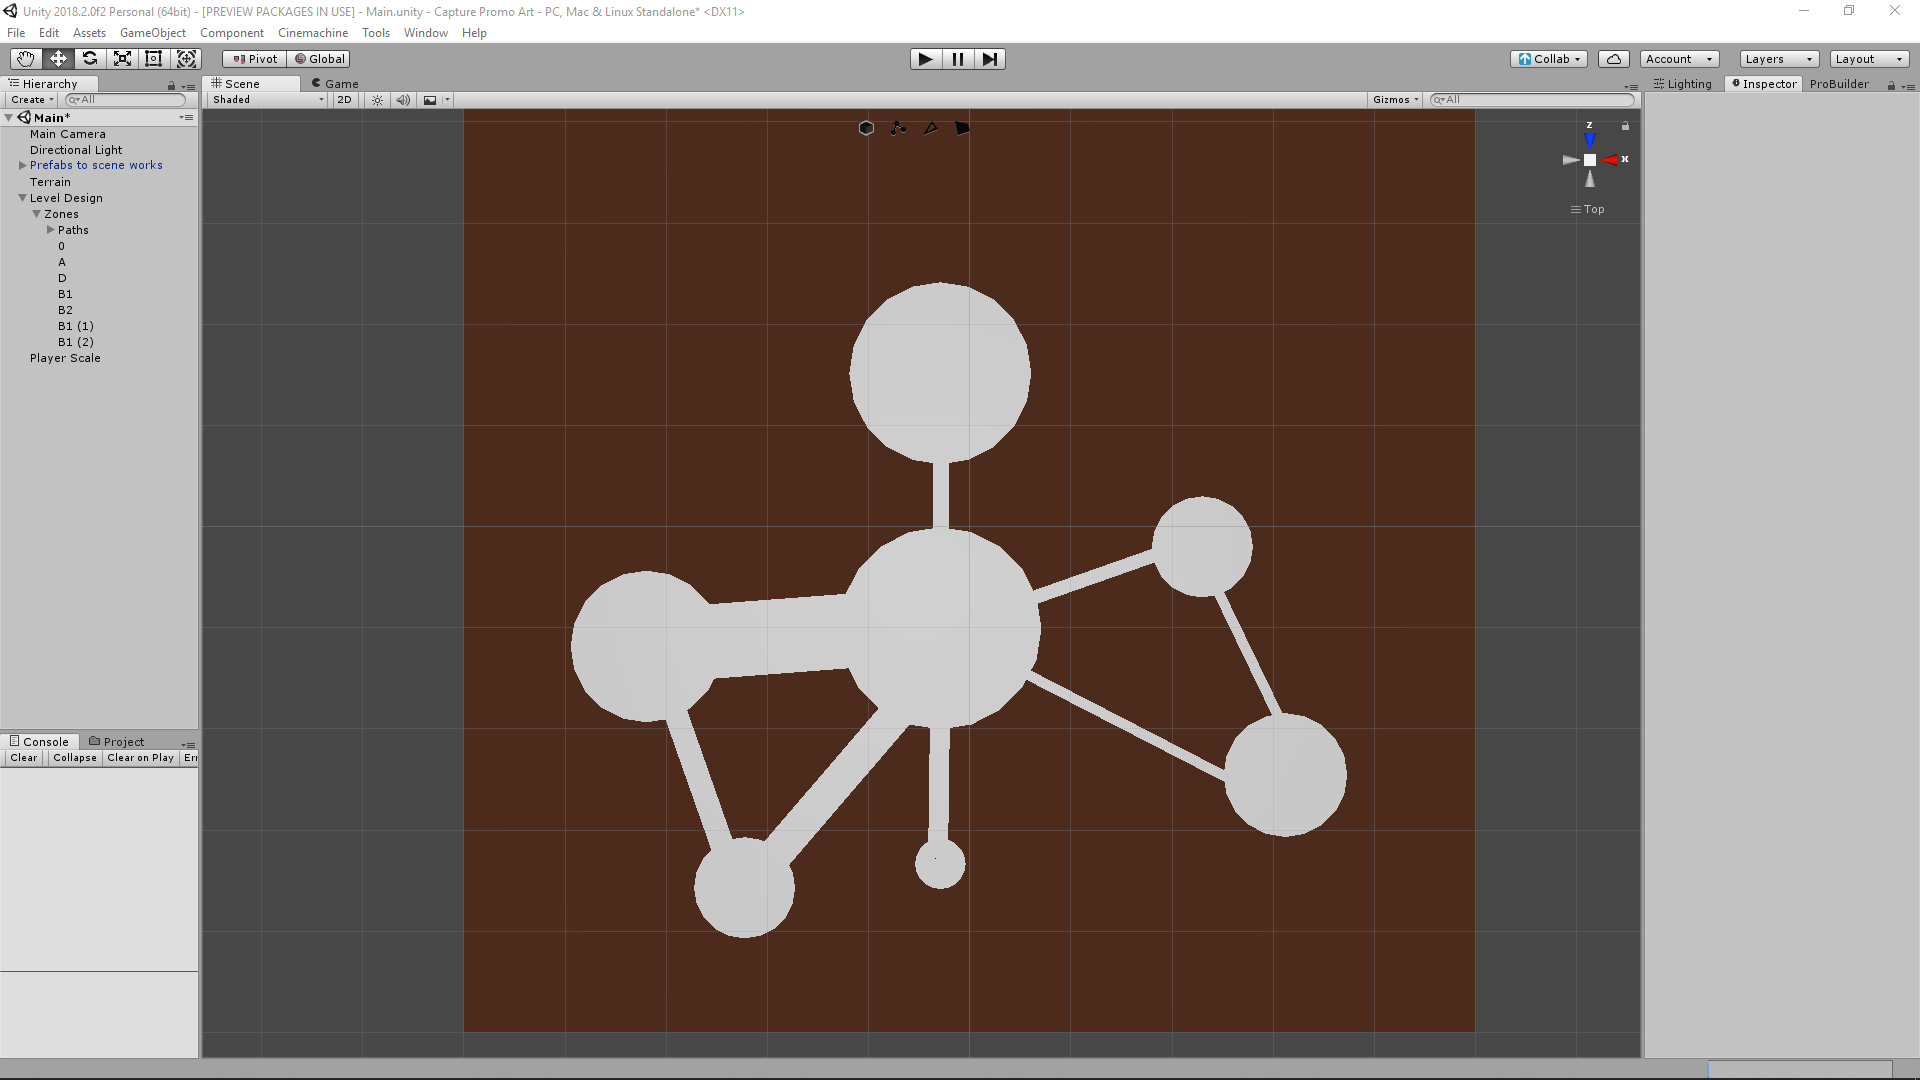 Unity 2018.2.0f2 Personal (64bit) - [PREVIEW PACKAGES IN USE] - Main.unity - Capture Promo Art - PC, Mac & Linux Standalone* <DX11>
File Edit Assets GameObject Component Cinemachine Tools Window Help
Pivot Global Collab Account Layers Layout
Hierarchy Scene Game Lighting Inspector ProBuilder
Create All Shaded 2D Gizmos All
Main*
Main Camera
Directional Light
Prefabs to scene works
Terrain
Level Design
Zones
Paths
0
A
D
B1
B2
B1 (1)
B1 (2)
Player Scale
z
x
Top
Console Project
Clear Collapse Clear on Play Err